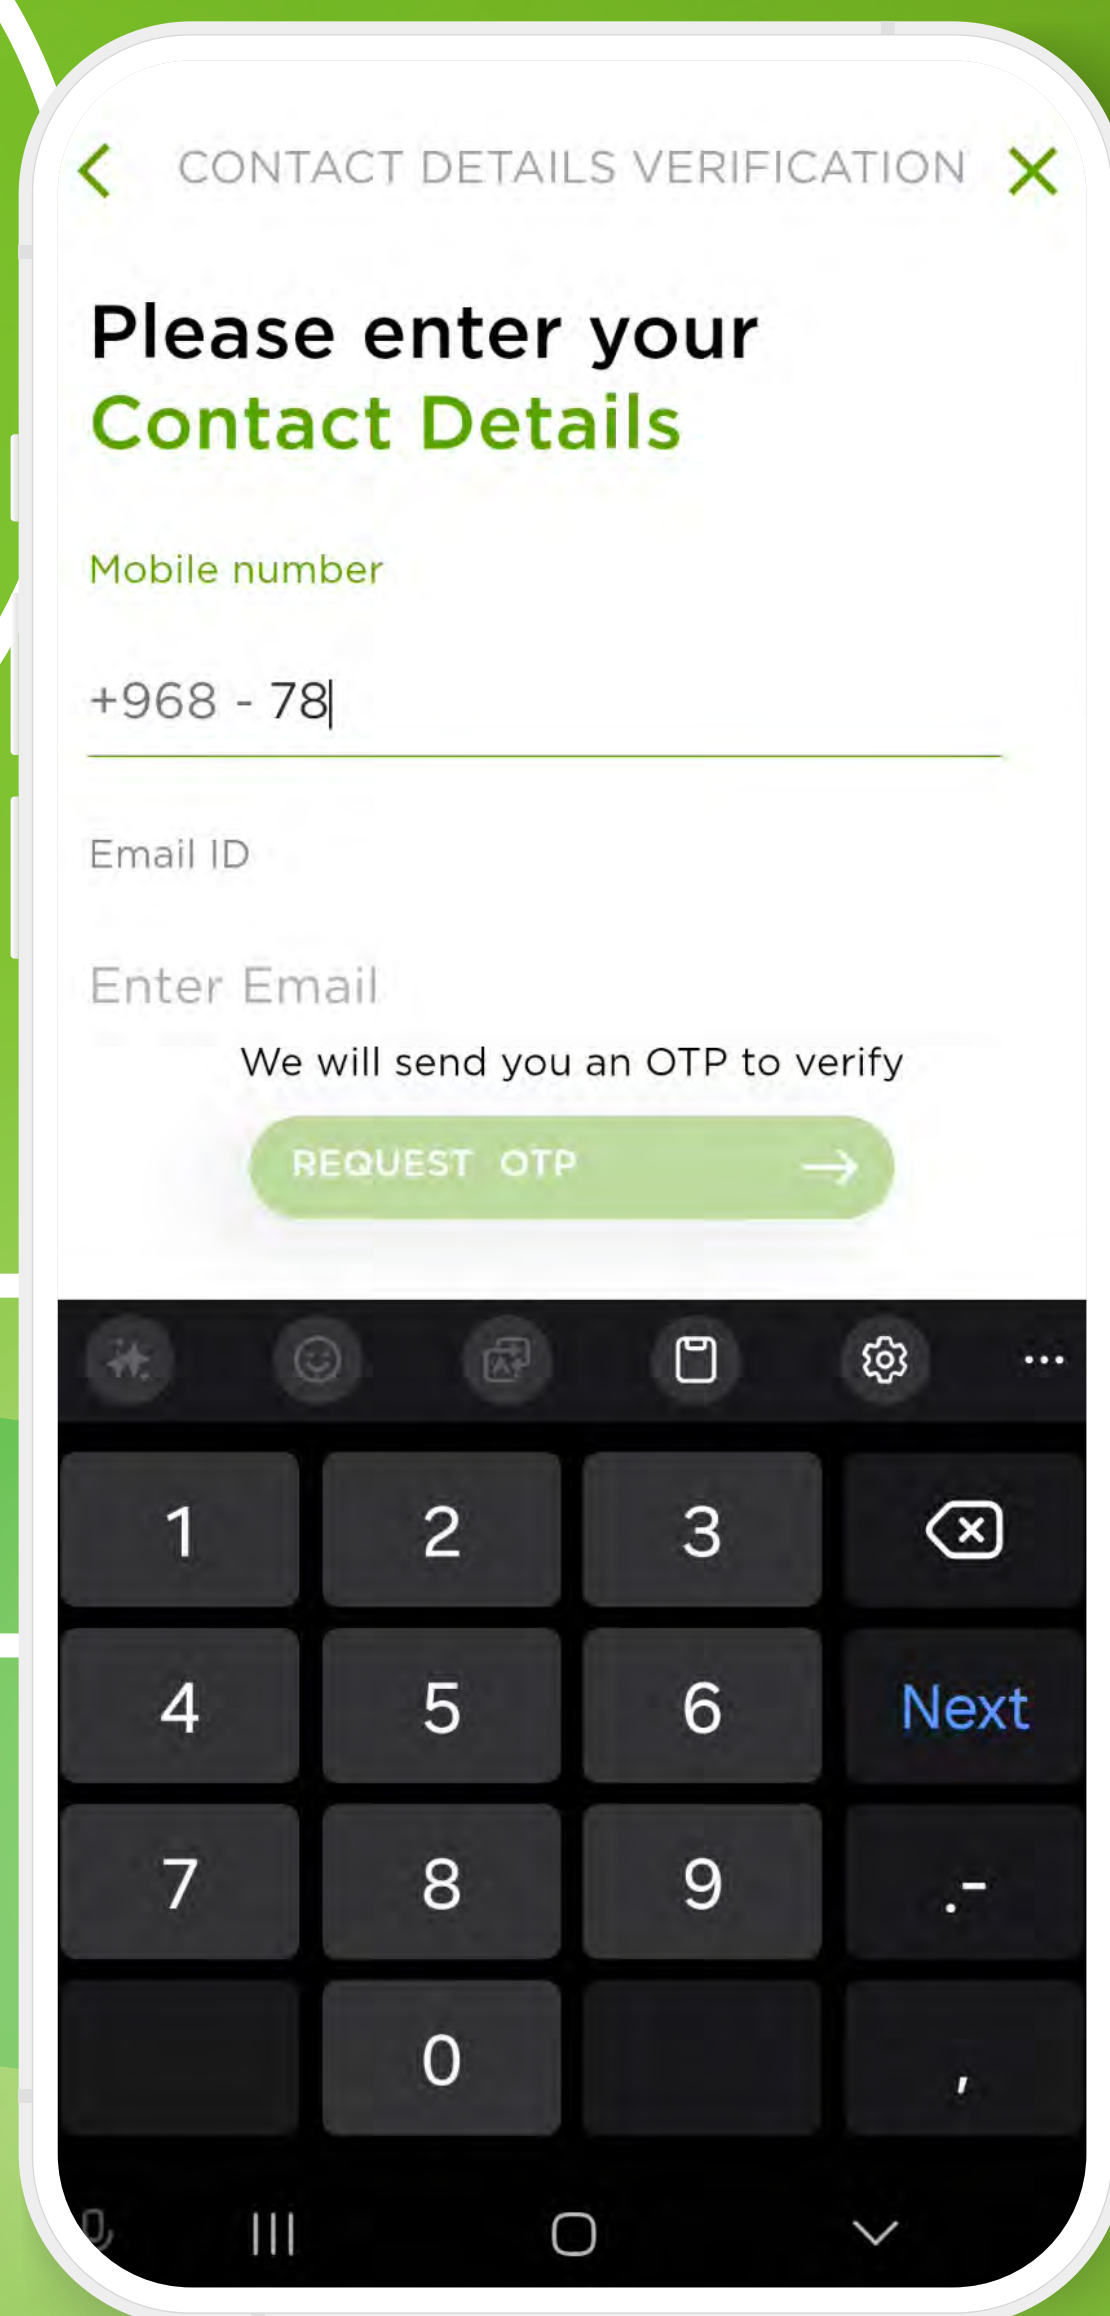 CONTACT DETAILS VERIFICATION
Please enter your
Contact Details
Mobile number
+968 - 78
Email ID
Enter Email
We will send you an OTP to verify
REQUEST OTP
1 2 3
4 5 6 Next
7 8 9 .-
0 ,